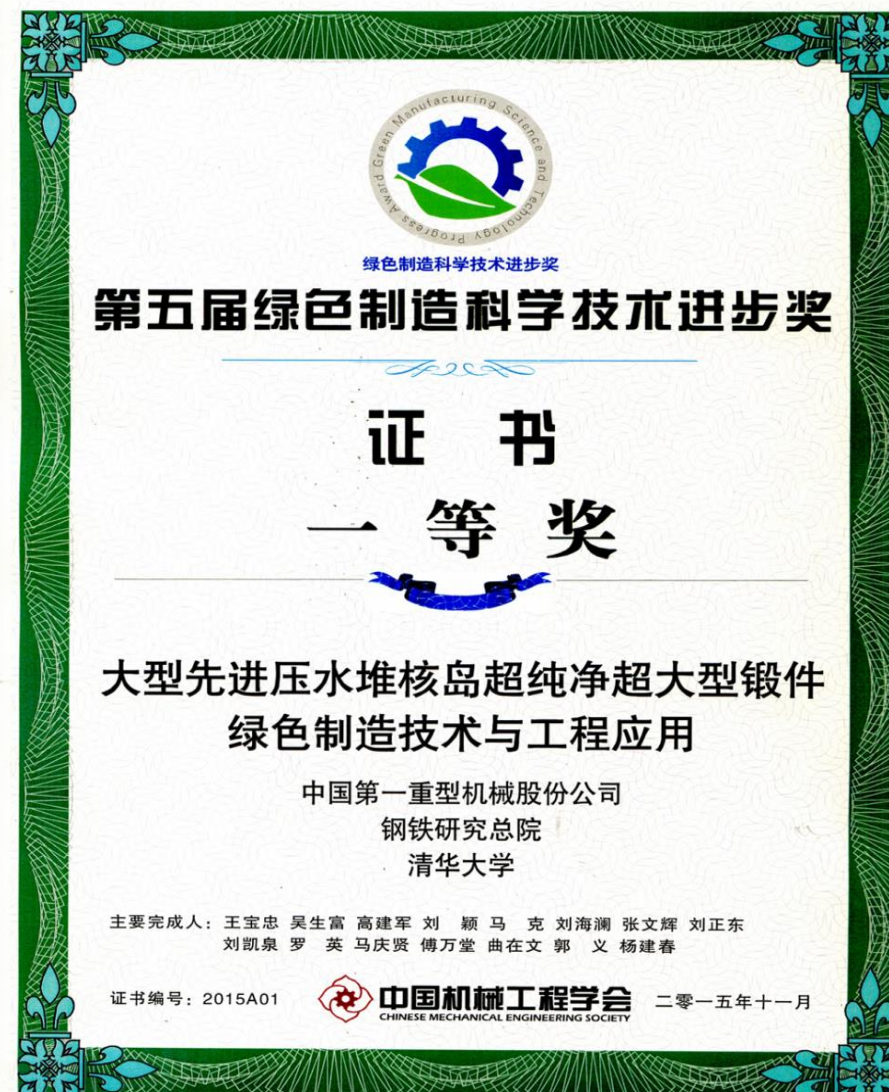 Green Manufacturing Science and Technology Progress Award
绿色制造科学技术进步奖
第五届绿色制造科学技术进步奖
证 书
一 等 奖
大型先进压水堆核岛超纯净超大型锻件
绿色制造技术与工程应用
中国第一重型机械股份公司
钢铁研究总院
清华大学
主要完成人：王宝忠 吴生富 高建军 刘 颖 马 克 刘海澜 张文辉 刘正东
刘凯泉 罗 英 马庆贤 傅万堂 曲在文 郭 义 杨建春
证书编号：2015A01
中国机械工程学会
CHINESE MECHANICAL ENGINEERING SOCIETY
二零一五年十一月